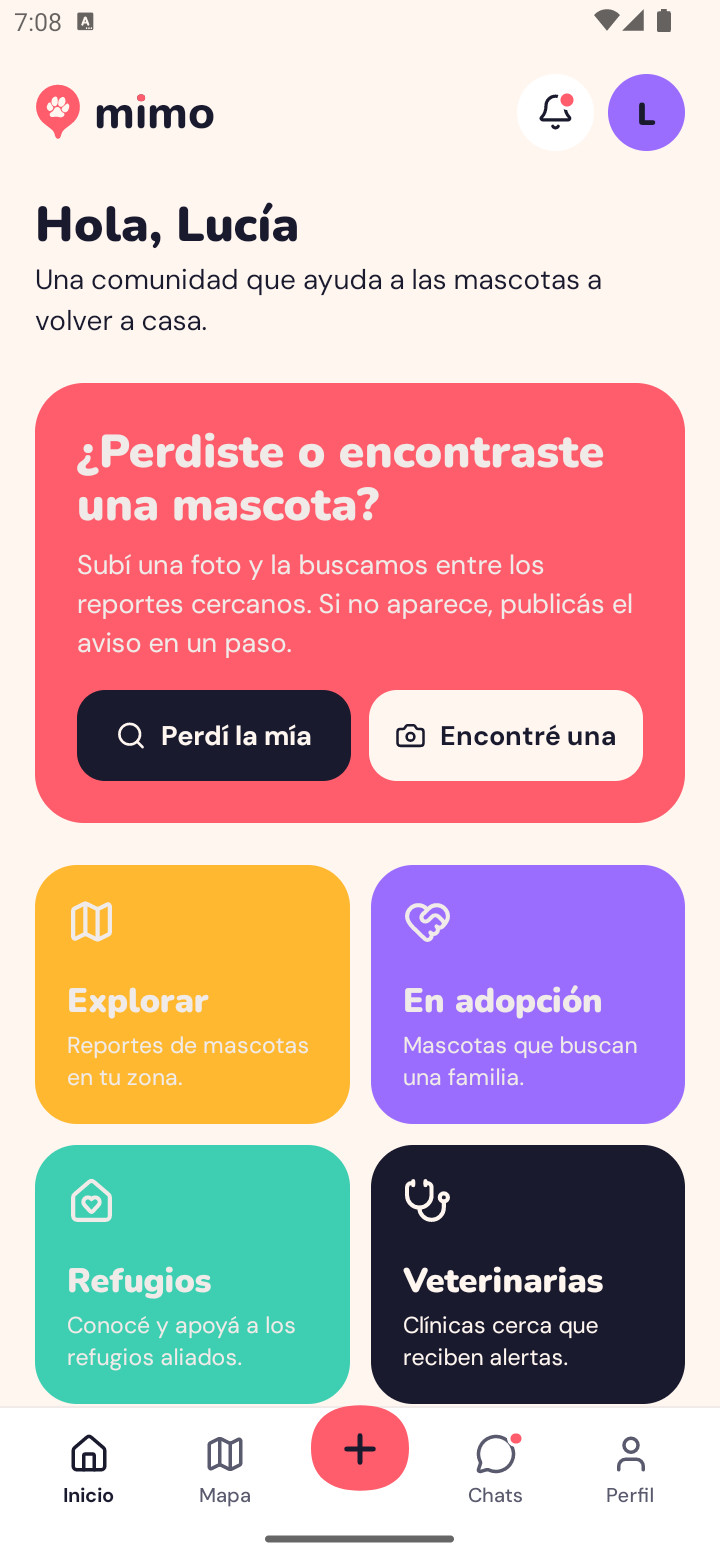 7:08
A
mimo
L
Hola, Lucía
Una comunidad que ayuda a las mascotas a
volver a casa.
¿Perdiste o encontraste
una mascota?
Subí una foto y la buscamos entre los
reportes cercanos. Si no aparece, publicás el
aviso en un paso.
Perdí la mía
Encontré una
Explorar
Reportes de mascotas
en tu zona.
En adopción
Mascotas que buscan
una familia.
Refugios
Conocé y apoyá a los
refugios aliados.
Veterinarias
Clínicas cerca que
reciben alertas.
Inicio
Mapa
Chats
Perfil